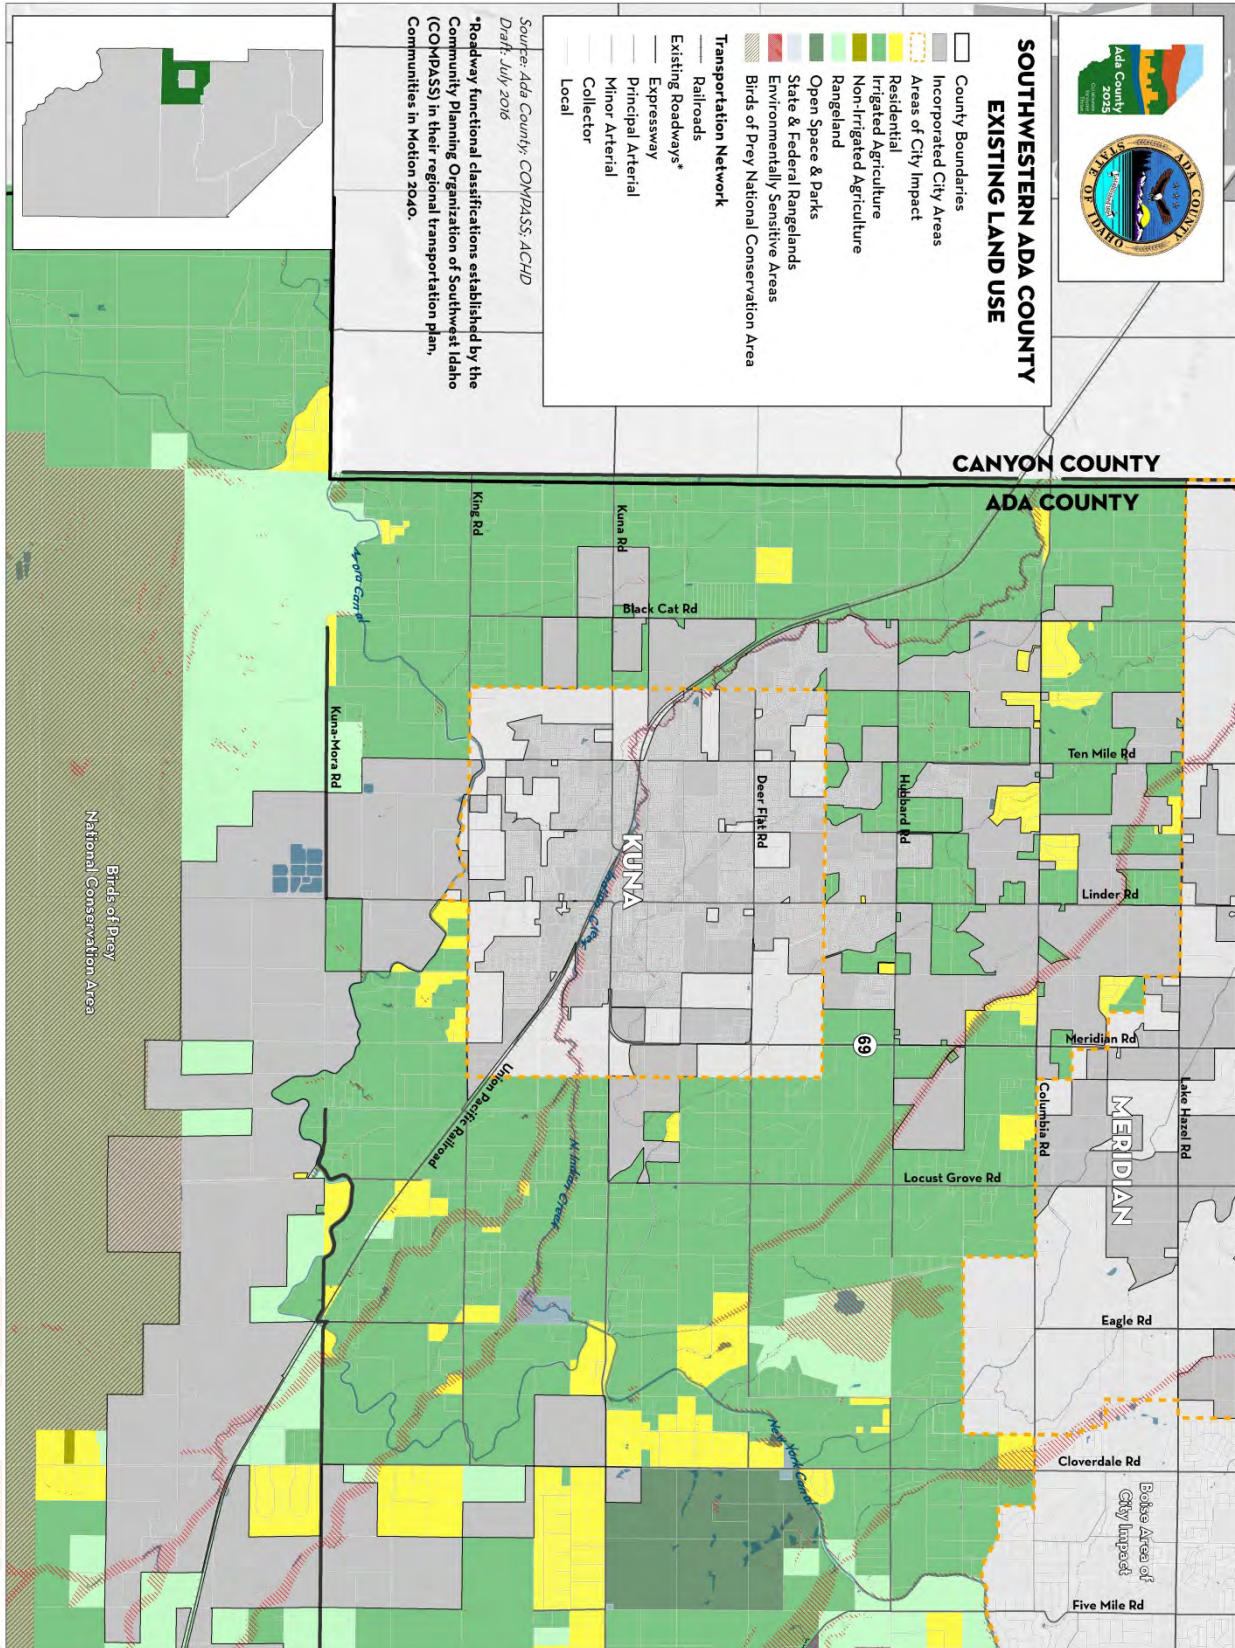 Ada County
2025
ADA COUNTY
STATE OF IDAHO
SOUTHWESTERN ADA COUNTY
EXISTING LAND USE
County Boundaries
Incorporated City Areas
Areas of City Impact
Residential
Irrigated Agriculture
Non-Irrigated Agriculture
Rangeland
Open Space & Parks
State & Federal Rangelands
Environmentally Sensitive Areas
Birds of Prey National Conservation Area
Transportation Network
Railroads
Existing Roadways*
Expressway
Principal Arterial
Minor Arterial
Collector
Local
Source: Ada County; COMPASS; ACHD
Draft: July 2016
*Roadway functional classifications established by the
Community Planning Organization of Southwest Idaho
(COMPASS) in their regional transportation plan,
Communities in Motion 2040.
CANYON COUNTY
ADA COUNTY
King Rd
Kuna Rd
Black Cat Rd
Kuna-Mora Rd
Ten Mile Rd
Deer Flat Rd
Hubbard Rd
KUNA
Indian Creek
Linder Rd
Birds of Prey
National Conservation Area
69
Meridian Rd
Columbia Rd
Lake Hazel Rd
MERIDIAN
Union Pacific Railroad
N Indian Creek
Locust Grove Rd
Eagle Rd
New York Canal
Cloverdale Rd
Boise Area of
City Impact
Five Mile Rd